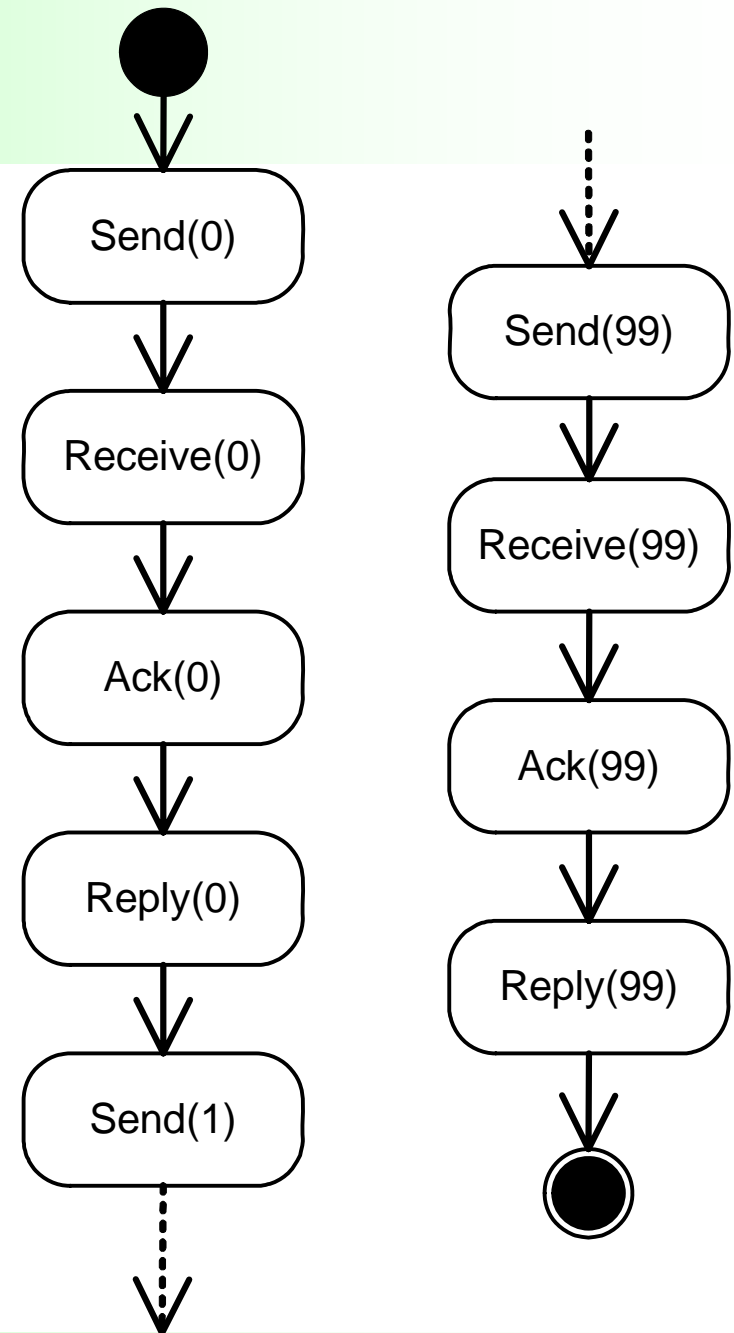 Send(0)
Receive(0)
Ack(0)
Reply(0)
Send(1)
Send(99)
Receive(99)
Ack(99)
Reply(99)